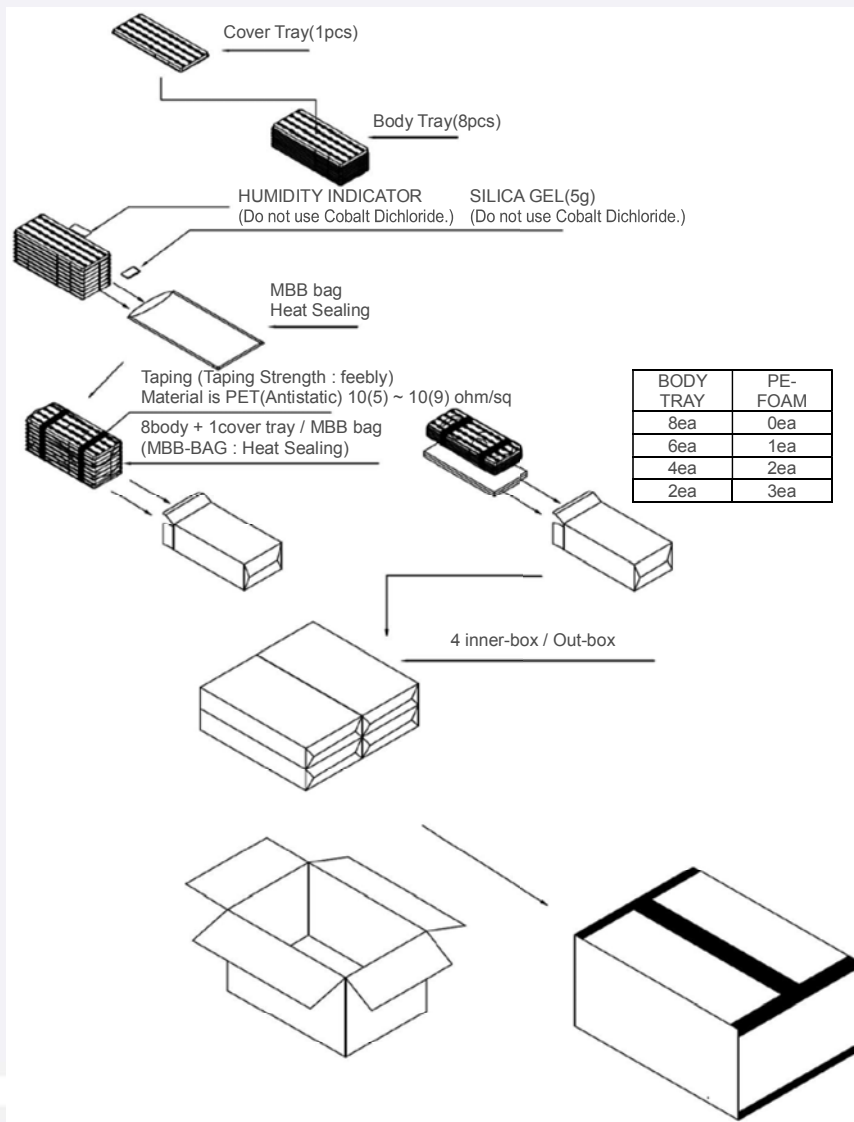 Cover Tray(1pcs)
Body Tray(8pcs)
HUMIDITY INDICATOR
(Do not use Cobalt Dichloride.)
SILICA GEL(5g)
(Do not use Cobalt Dichloride.)
MBB bag
Heat Sealing
Taping (Taping Strength : feebly)
Material is PET(Antistatic) 10(5) ~ 10(9) ohm/sq
8body + 1cover tray / MBB bag
(MBB-BAG : Heat Sealing)
BODY TRAY PE-FOAM
8ea 0ea
6ea 1ea
4ea 2ea
2ea 3ea
4 inner-box / Out-box